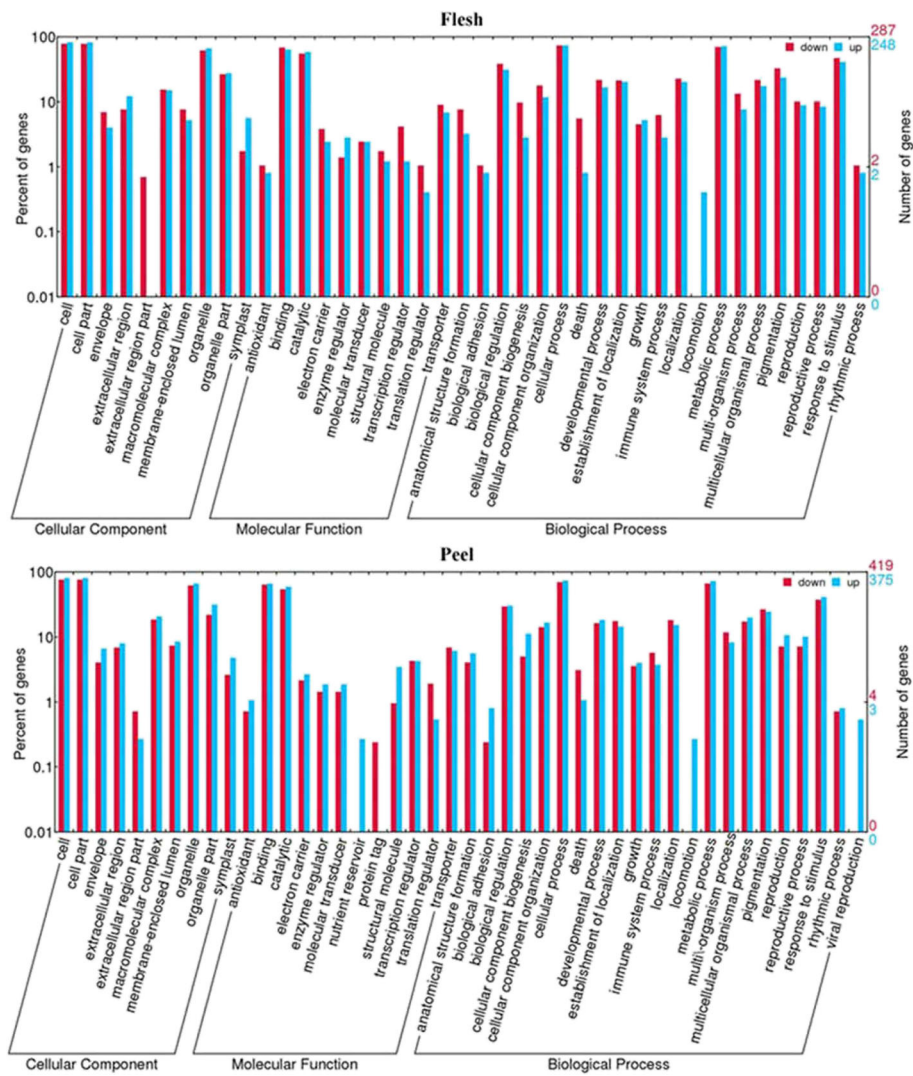 Flesh
100
10
1
0.1
0.01
Percent of genes
down up
287
248
2
2
0
0
Number of genes
cell
cell part
envelope
extracellular region
extracellular region part
macromolecular complex
membrane-enclosed lumen
organelle
organelle part
symplast
antioxidant
binding
catalytic
electron carrier
enzyme regulator
molecular transducer
structural molecule
transcription regulator
translation regulator
transporter
anatomical structure formation
biological adhesion
biological regulation
cellular component biogenesis
cellular component organization
cellular process
death
developmental process
establishment of localization
growth
immune system process
localization
locomotion
metabolic process
multi-organism process
multicellular organismal process
pigmentation
reproduction
reproductive process
response to stimulus
rhythmic process
Cellular Component
Molecular Function
Biological Process
Peel
100
10
1
0.1
0.01
Percent of genes
down up
419
375
4
3
0
0
Number of genes
cell
cell part
envelope
extracellular region
extracellular region part
macromolecular complex
membrane-enclosed lumen
organelle
organelle part
symplast
antioxidant
binding
catalytic
electron carrier
enzyme regulator
molecular transducer
nutrient reservoir
protein tag
structural molecule
transcription regulator
translation regulator
transporter
anatomical structure formation
biological adhesion
biological regulation
cellular component biogenesis
cellular component organization
cellular process
death
developmental process
establishment of localization
growth
immune system process
localization
locomotion
metabolic process
multi\-organism process
multicellular organismal process
pigmentation
reproduction
reproductive process
response to stimulus
rhythmic process
viral reproduction
Cellular Component
Molecular Function
Biological Process